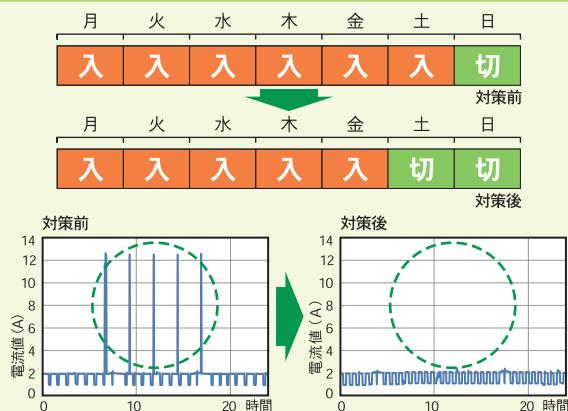 月 火 水 木 金 土 日
入 入 入 入 入 入 切
対策前
月 火 水 木 金 土 日
入 入 入 入 入 切 切
対策後
対策前
電流値(A)
14
12
10
8
6
4
2
0
0 10 20 時間
対策後
電流値(A)
14
12
10
8
6
4
2
0
0 10 20 時間